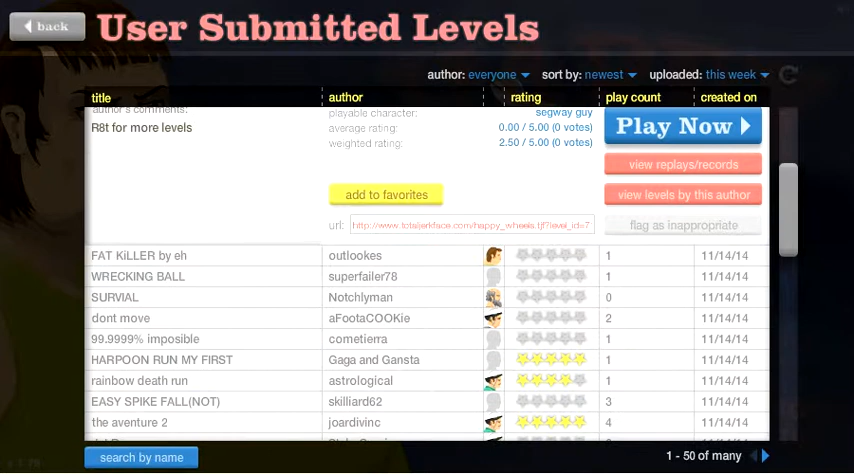 back
User Submitted Levels
author: everyone sort by: newest uploaded: this week
title author rating play count created on
author's comments:
R8t for more levels
playable character: segway guy
average rating: 0.00 / 5.00 (0 votes)
weighted rating: 2.50 / 5.00 (0 votes)
Play Now
view replays/records
add to favorites
view levels by this author
url: http://www.totaljerkface.com/happy_wheels.tjf?level_id=7
flag as inappropriate
FAT KiLLER by eh outlookes 1 11/14/14
WRECKING BALL superfailer78 1 11/14/14
SURVIAL Notchlyman 0 11/14/14
dont move aFootaCOOKie 2 11/14/14
99.9999% imposible cometierra 1 11/14/14
HARPOON RUN MY FIRST Gaga and Gansta 1 11/14/14
rainbow death run astrological 1 11/14/14
EASY SPIKE FALL(NOT) skilliard62 3 11/14/14
the aventure 2 joardivinc 4 11/14/14
search by name
1 - 50 of many